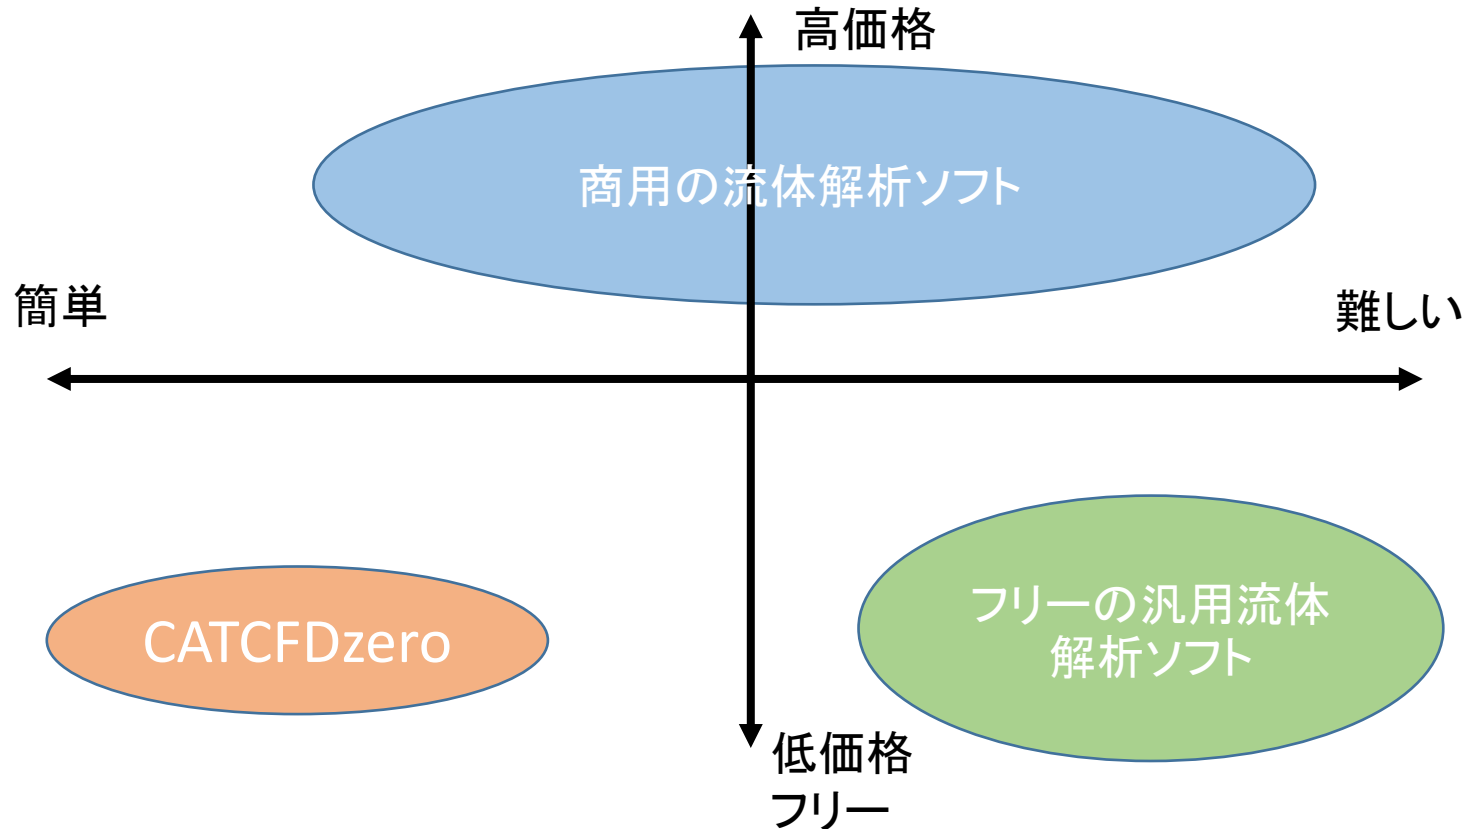 高価格
商用の流体解析ソフト
簡単
難しい
CATCFDzero
フリーの汎用流体
解析ソフト
低価格
フリー